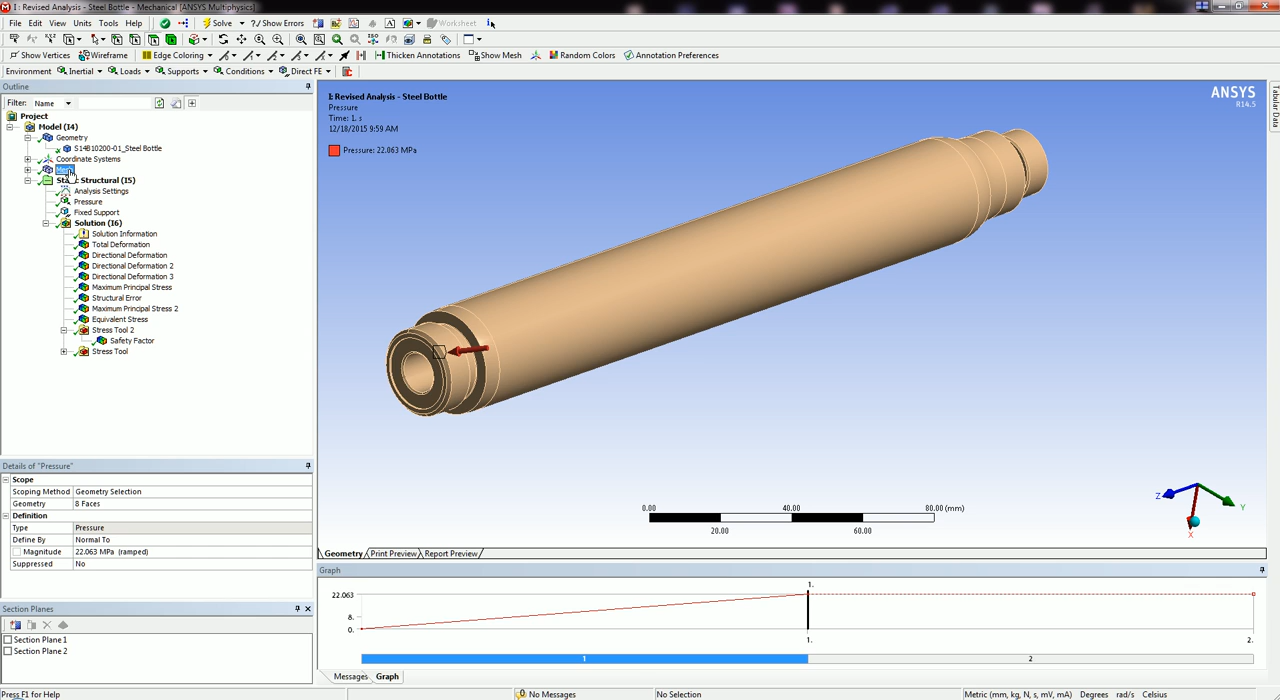 I : Revised Analysis - Steel Bottle - Mechanical [ANSYS Multiphysics]
File Edit View Units Tools Help Solve Show Errors Worksheet
Show Vertices Wireframe Edge Coloring Thicken Annotations Show Mesh Random Colors Annotation Preferences
Environment Inertial Loads Supports Conditions Direct FE
Outline
Filter: Name
Project
Model (I4)
Geometry
S14B10200-01_Steel Bottle
Coordinate Systems
Static Structural (I5)
Analysis Settings
Pressure
Fixed Support
Solution (I6)
Solution Information
Total Deformation
Directional Deformation
Directional Deformation 2
Directional Deformation 3
Maximum Principal Stress
Structural Error
Maximum Principal Stress 2
Equivalent Stress
Stress Tool 2
Safety Factor
Stress Tool
Details of "Pressure"
Scope
Scoping Method Geometry Selection
Geometry 8 Faces
Definition
Type Pressure
Define By Normal To
Magnitude 22.063 MPa (ramped)
Suppressed No
Section Planes
Section Plane 1
Section Plane 2
I: Revised Analysis - Steel Bottle
Pressure
Time: 1. s
12/18/2015 9:59 AM
Pressure: 22.063 MPa
ANSYS
R14.5
Tabular Data
0.00 40.00 80.00 (mm)
20.00 60.00
Z Y X
Geometry Print Preview Report Preview
Graph
1.
22.063
8.
0.
1. 2.
1 2
Messages Graph
Press F1 for Help No Messages No Selection Metric (mm, kg, N, s, mV, mA) Degrees rad/s Celsius